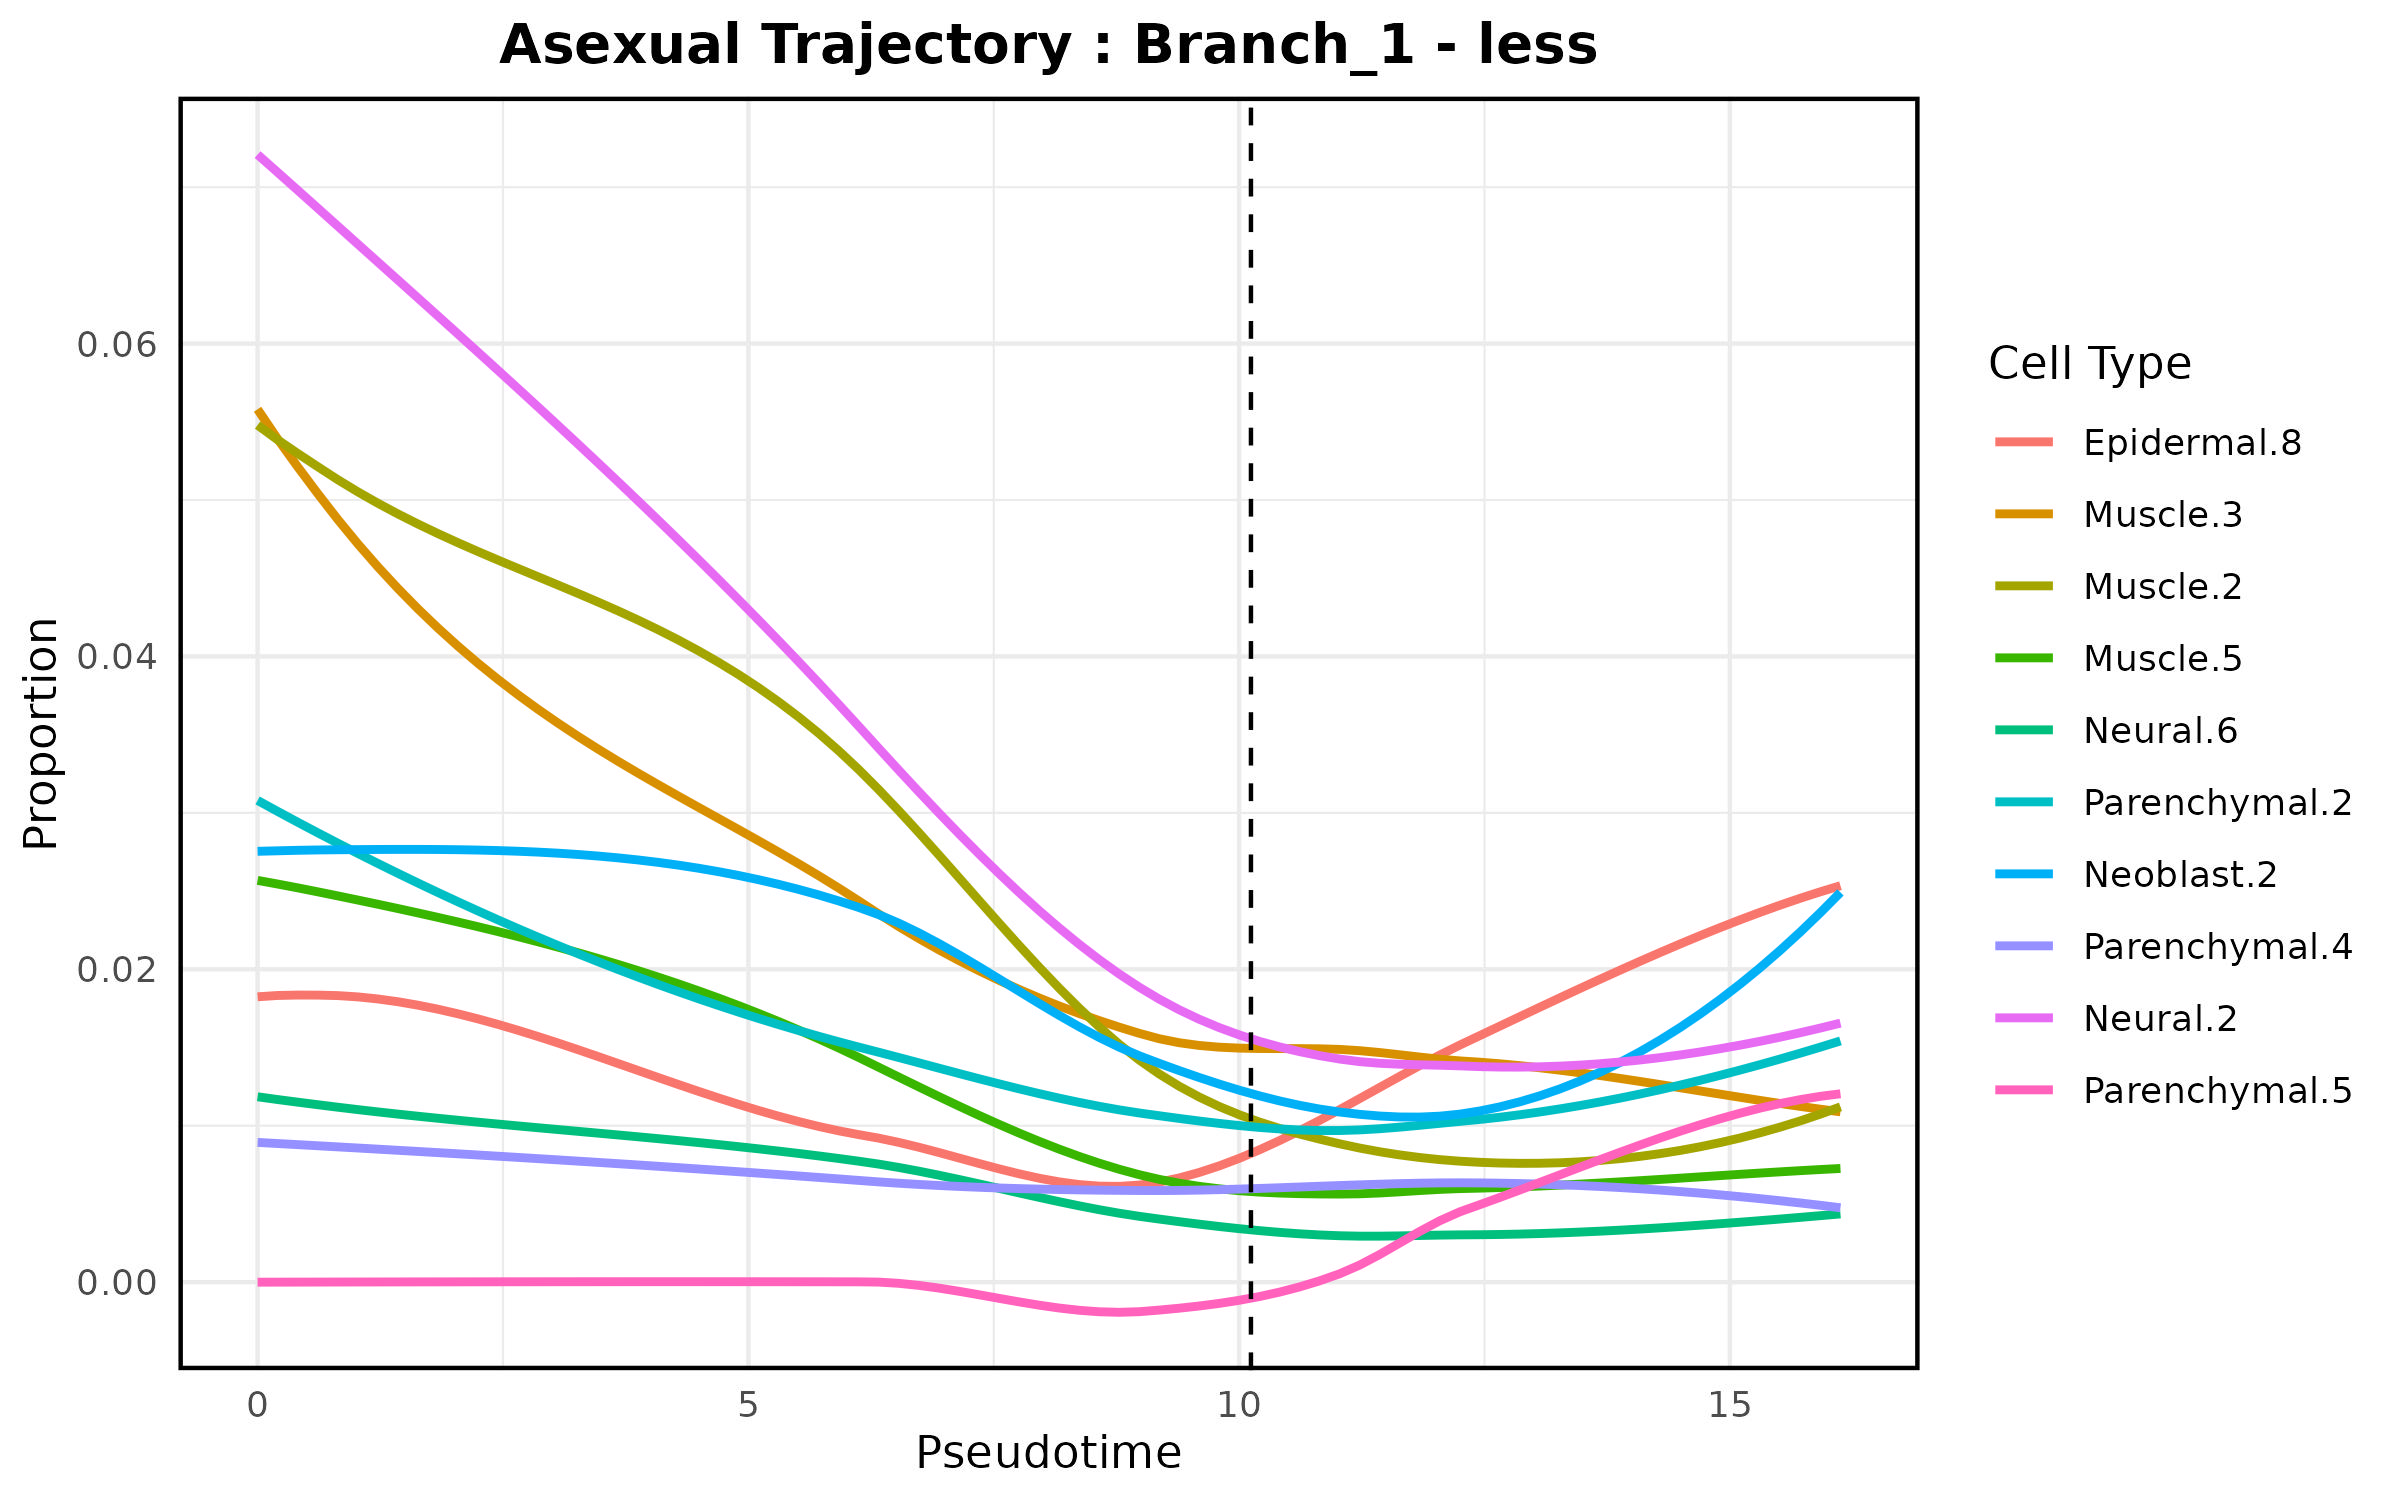 Asexual Trajectory : Branch_1 - less
Proportion
0.06
0.04
0.02
0.00
0
5
10
15
Pseudotime
Cell Type
Epidermal.8
Muscle.3
Muscle.2
Muscle.5
Neural.6
Parenchymal.2
Neoblast.2
Parenchymal.4
Neural.2
Parenchymal.5